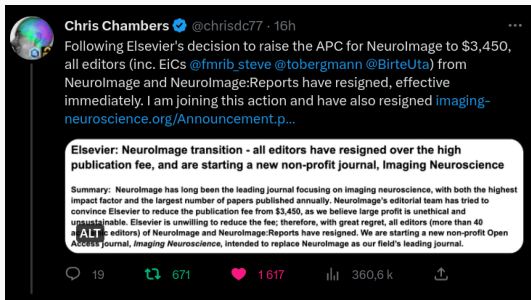 Chris Chambers @chrisdc77 · 16h
Following Elsevier's decision to raise the APC for NeuroImage to $3,450,
all editors (inc. EiCs @fmrib_steve @tobergmann @BirteUta) from
NeuroImage and NeuroImage:Reports have resigned, effective
immediately. I am joining this action and have also resigned imaging-
neuroscience.org/Announcement.p...
Elsevier: NeuroImage transition - all editors have resigned over the high
publication fee, and are starting a new non-profit journal, Imaging Neuroscience
Summary: NeuroImage has long been the leading journal focusing on imaging neuroscience, with both the highest
impact factor and the largest number of papers published annually. NeuroImage's editorial team has tried to
convince Elsevier to reduce the publication fee from $3,450, as we believe large profit is unethical and
unsustainable. Elsevier is unwilling to reduce the fee; therefore, with great regret, all editors (more than 40
editors) of NeuroImage and NeuroImage:Reports have resigned. We are starting a new non-profit Open
journal, Imaging Neuroscience, intended to replace NeuroImage as our field's leading journal.
ALT
19 671 1 617 360,6 k